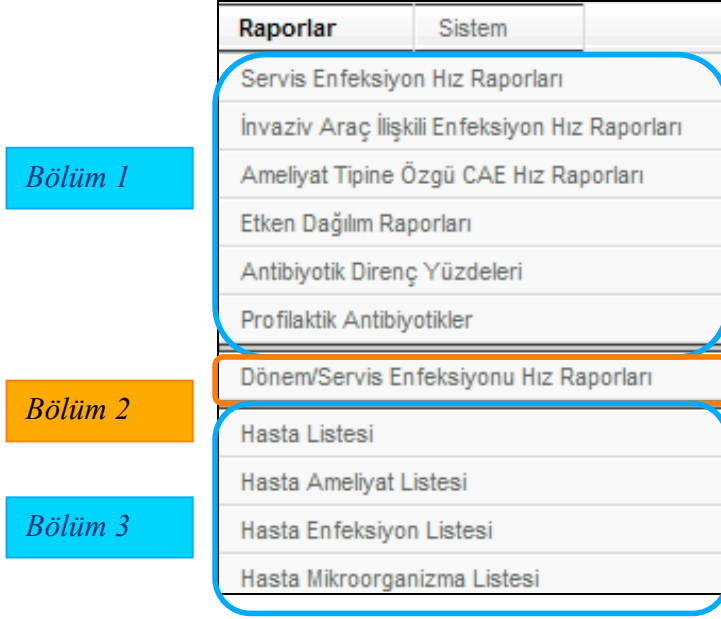 Raporlar Sistem
Servis Enfeksiyon Hız Raporları
İnvaziv Araç İlişkili Enfeksiyon Hız Raporları
Bölüm 1
Ameliyat Tipine Özgü CAE Hız Raporları
Etken Dağılım Raporları
Antibiyotik Direnç Yüzdeleri
Profilaktik Antibiyotikler
Dönem/Servis Enfeksiyonu Hız Raporları
Bölüm 2
Hasta Listesi
Hasta Ameliyat Listesi
Bölüm 3
Hasta Enfeksiyon Listesi
Hasta Mikroorganizma Listesi